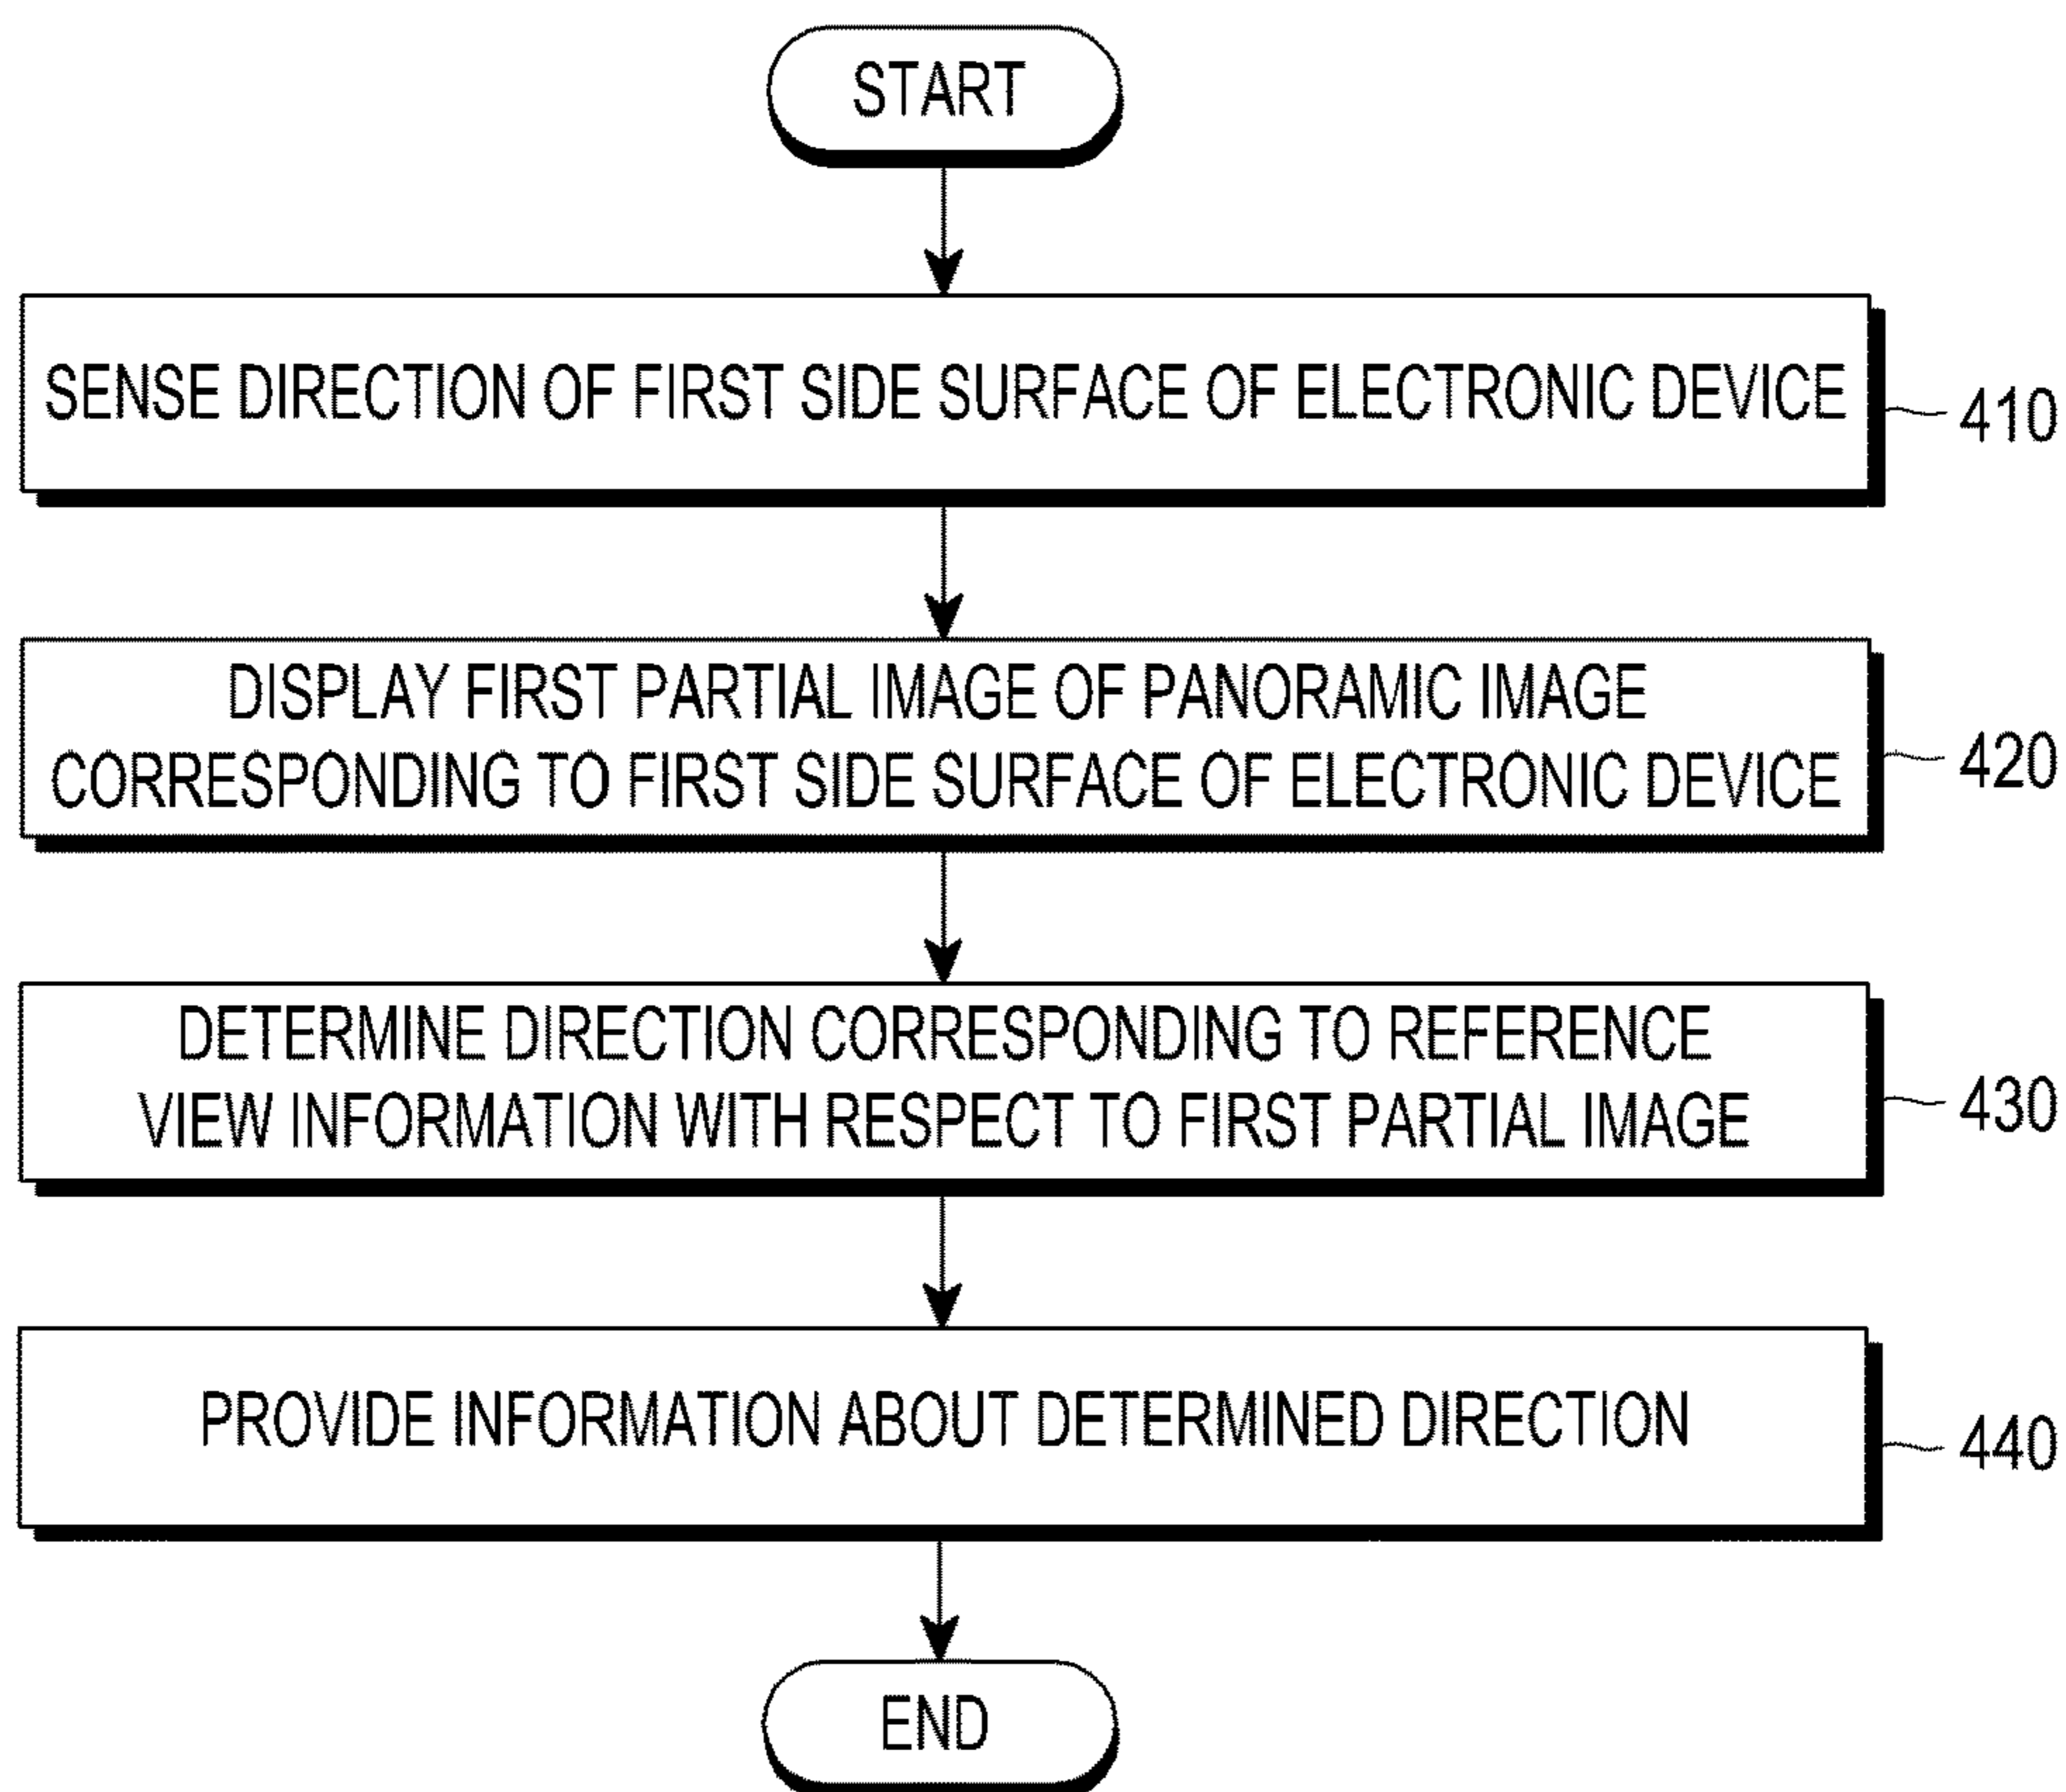 START
SENSE DIRECTION OF FIRST SIDE SURFACE OF ELECTRONIC DEVICE
410
DISPLAY FIRST PARTIAL IMAGE OF PANORAMIC IMAGE
CORRESPONDING TO FIRST SIDE SURFACE OF ELECTRONIC DEVICE
420
DETERMINE DIRECTION CORRESPONDING TO REFERENCE
VIEW INFORMATION WITH RESPECT TO FIRST PARTIAL IMAGE
430
PROVIDE INFORMATION ABOUT DETERMINED DIRECTION
440
END